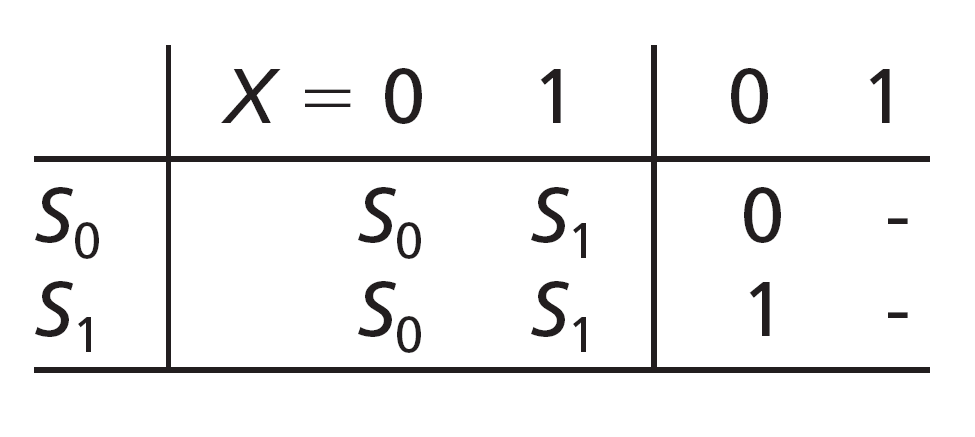 X = 0 1 0 1
S₀ S₀ S₁ 0 -
S₁ S₀ S₁ 1 -